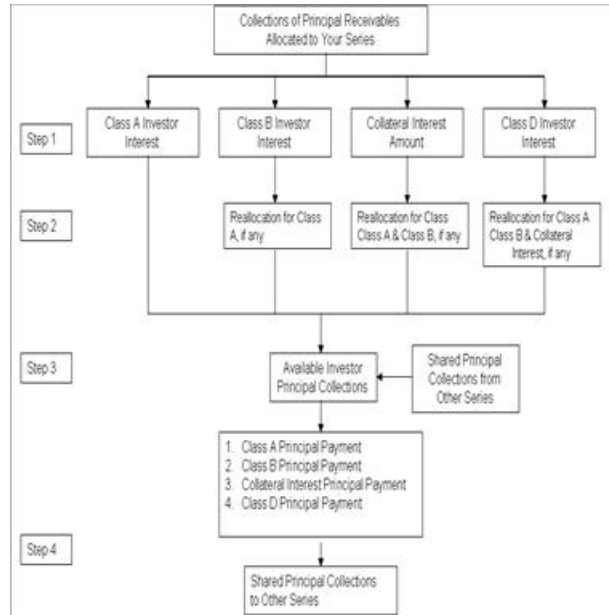 Collections of Principal Receivables
Allocated to Your Series
Step 1
Class A Investor
Interest
Class B Investor
Interest
Collateral Interest
Amount
Class D Investor
Interest
Step 2
Reallocation for Class
A, if any
Reallocation for Class
Class A & Class B, if any
Reallocation for Class A
Class B & Collateral
Interest, if any
Step 3
Available Investor
Principal Collections
Shared Principal
Collections from
Other Series
1. Class A Principal Payment
2. Class B Principal Payment
3. Collateral Interest Principal Payment
4. Class D Principal Payment
Step 4
Shared Principal Collections
to Other Series